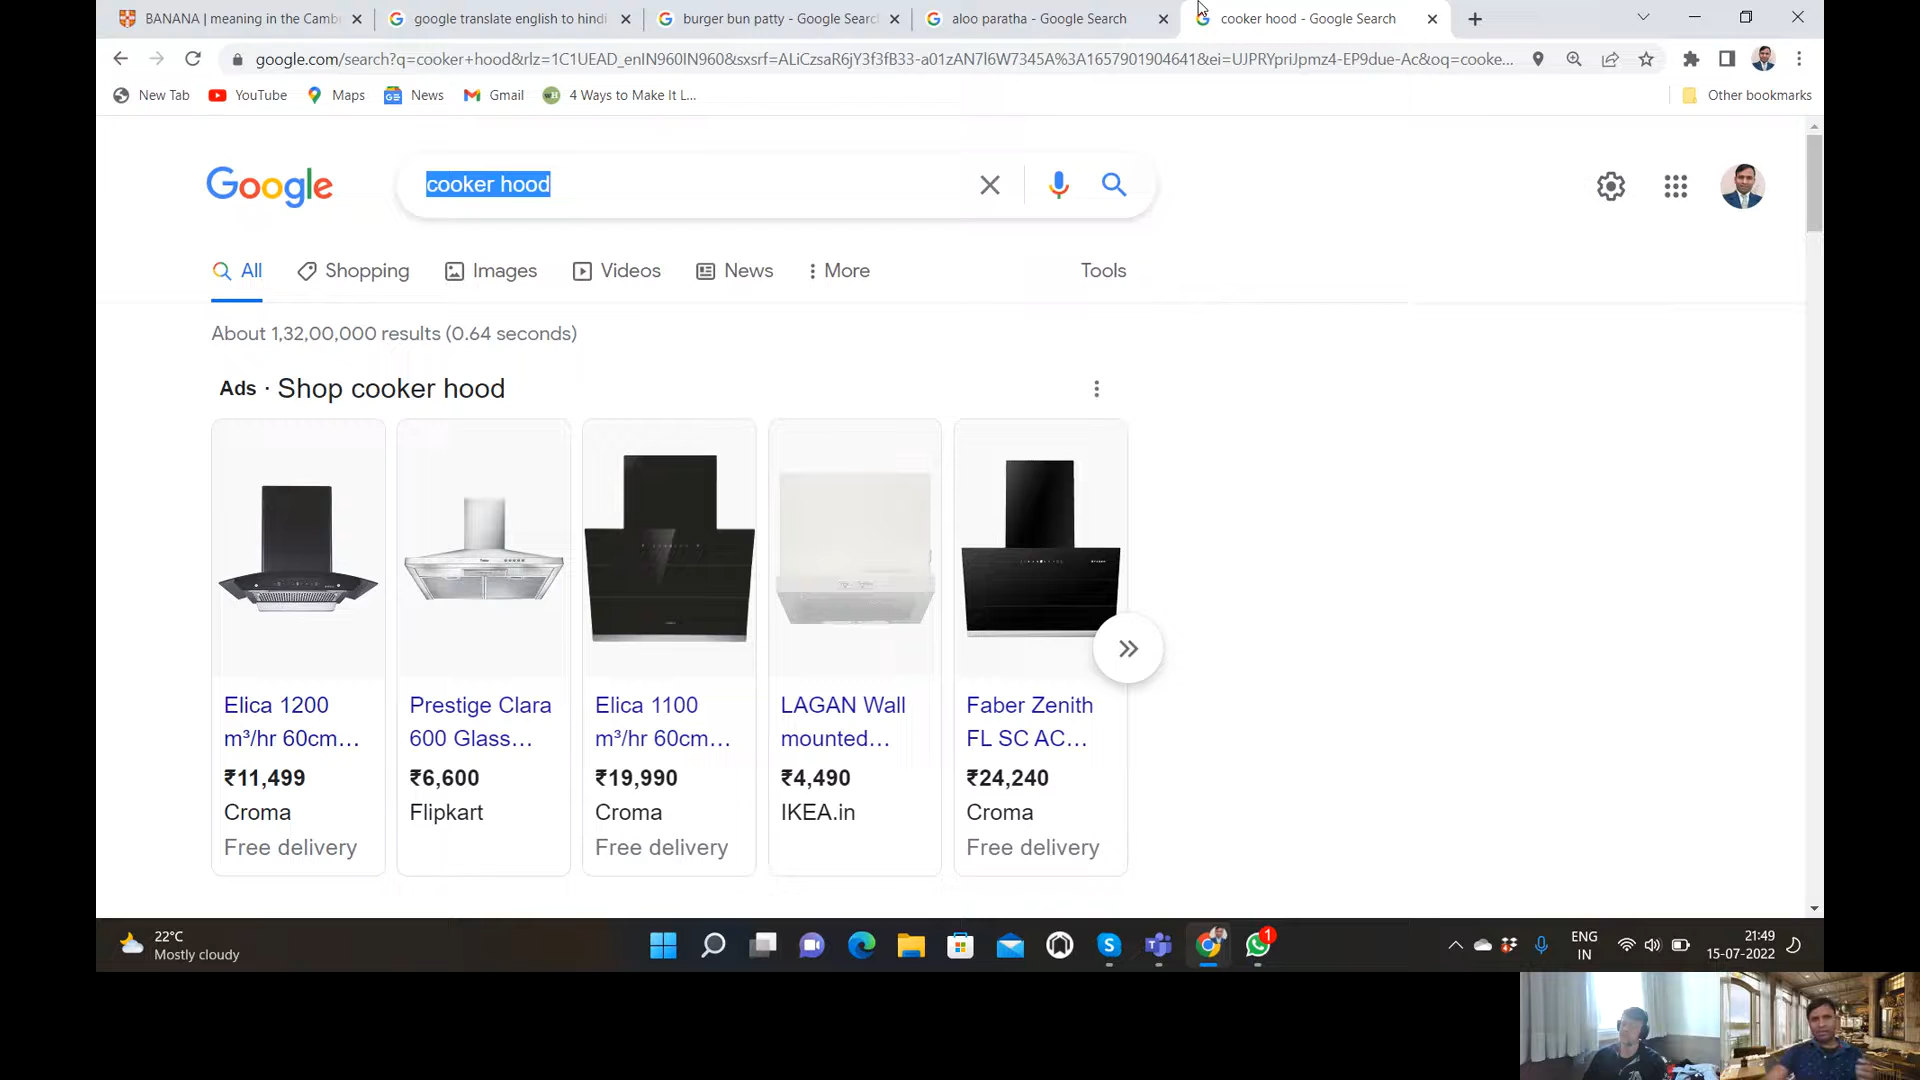 BANANA | meaning in the Camb
google translate english to hindi
burger bun patty - Google Searc
aloo paratha - Google Search
cooker hood - Google Search
google.com/search?q=cooker+hood&rlz=1C1UEAD_enIN960IN960&sxsrf=ALiCzsaR6jY3f3fB33-a01zAN7l6W7345A%3A1657901904641&ei=UJPRYpriJpmz4-EP9due-Ac&oq=cooke...
New Tab
YouTube
Maps
News
Gmail
4 Ways to Make It L...
Other bookmarks
Google
cooker hood
All
Shopping
Images
Videos
News
More
Tools
About 1,32,00,000 results (0.64 seconds)
Ads · Shop cooker hood
Elica 1200
m³/hr 60cm...
₹11,499
Croma
Free delivery
Prestige Clara
600 Glass...
₹6,600
Flipkart
Elica 1100
m³/hr 60cm...
₹19,990
Croma
Free delivery
LAGAN Wall
mounted...
₹4,490
IKEA.in
Faber Zenith
FL SC AC...
₹24,240
Croma
Free delivery
22°C
Mostly cloudy
1
ENG
IN
21:49
15-07-2022